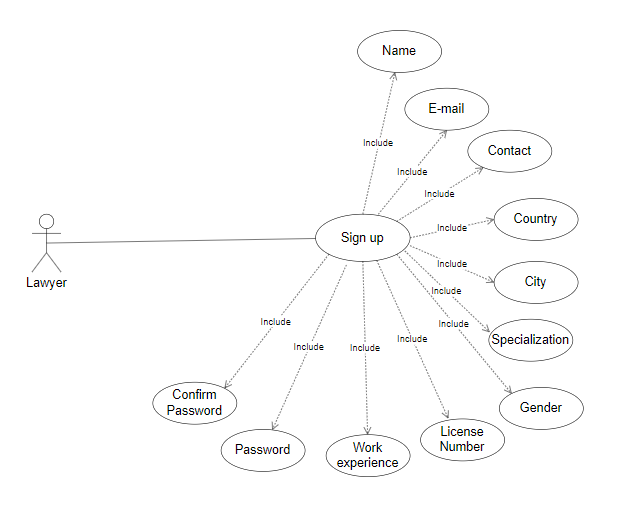 Name
E-mail
Include
Contact
Include
Include
Country
Include
Sign up
Include
City
Lawyer
Include
Include
Include
Specialization
Include
Include
Include
Confirm
Password
Gender
License
Number
Password
Work
experience